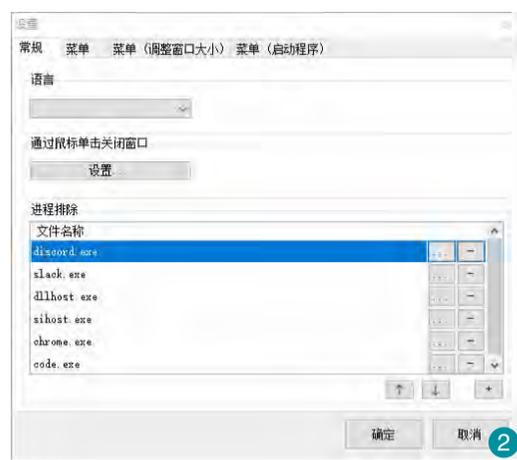 设置
常规 菜单 菜单（调整窗口大小） 菜单（启动程序）
语言
通过鼠标单击关闭窗口
设置...
进程排除
文件名称
discord.exe ... −
slack.exe ... −
dllhost.exe ... −
sihost.exe ... −
chrome.exe ... −
code.exe ... −
↑ ↓ +
确定 取消
2